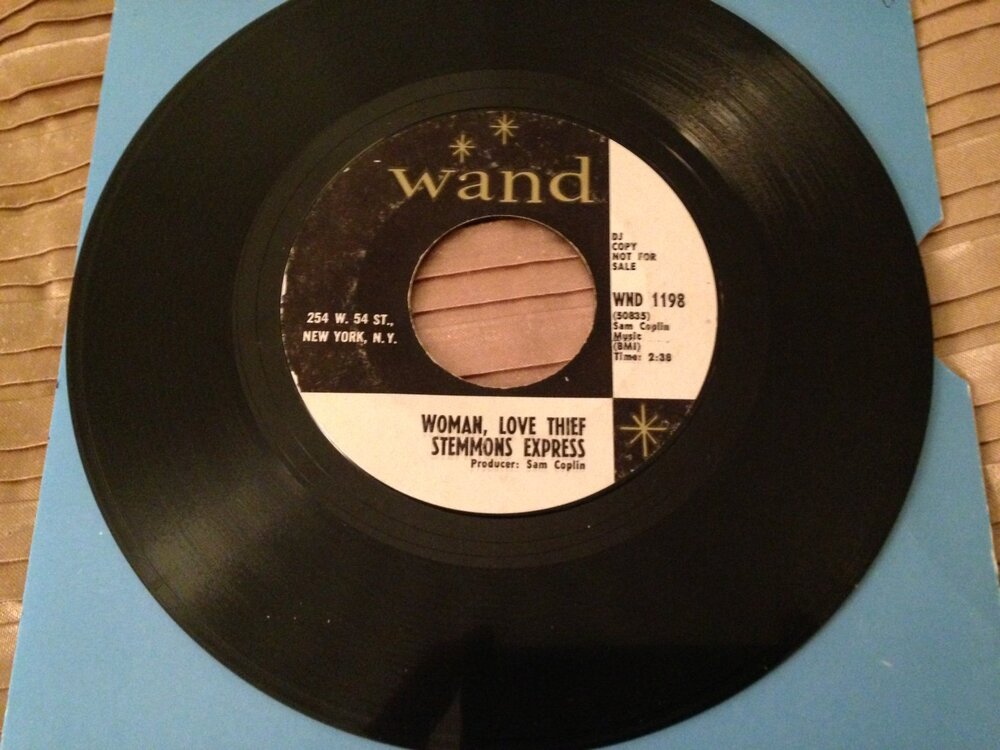 wand
DJ
COPY
NOT FOR
SALE
WND 1198
(50835)
Sam Coplin
Music
(BMI)
Time: 2:38
254 W. 54 ST.,
NEW YORK, N.Y.
WOMAN, LOVE THIEF
STEMMONS EXPRESS
Producer: Sam Coplin